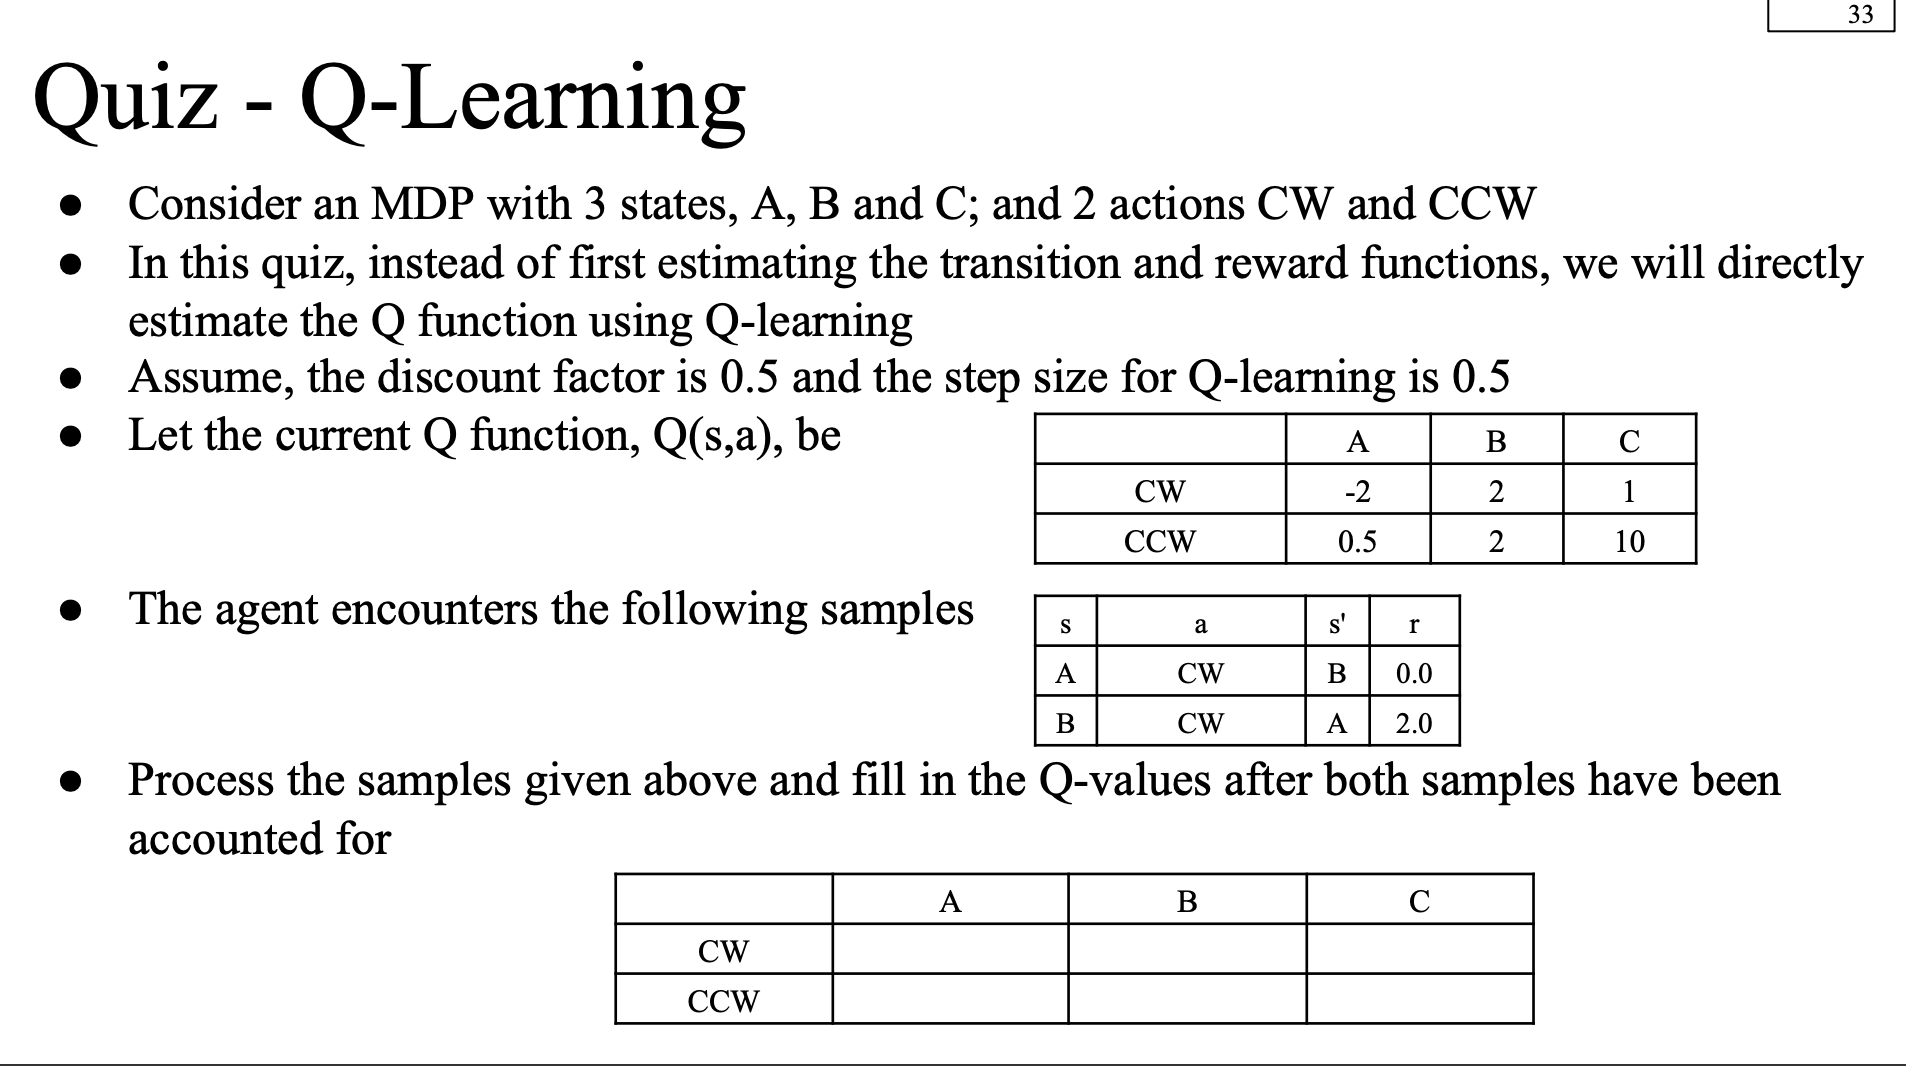 33
Quiz - Q-Learning
● Consider an MDP with 3 states, A, B and C; and 2 actions CW and CCW
● In this quiz, instead of first estimating the transition and reward functions, we will directly
estimate the Q function using Q-learning
● Assume, the discount factor is 0.5 and the step size for Q-learning is 0.5
● Let the current Q function, Q(s,a), be
A B C
CW -2 2 1
CCW 0.5 2 10
● The agent encounters the following samples
s a s' r
A CW B 0.0
B CW A 2.0
● Process the samples given above and fill in the Q-values after both samples have been
accounted for
A B C
CW
CCW